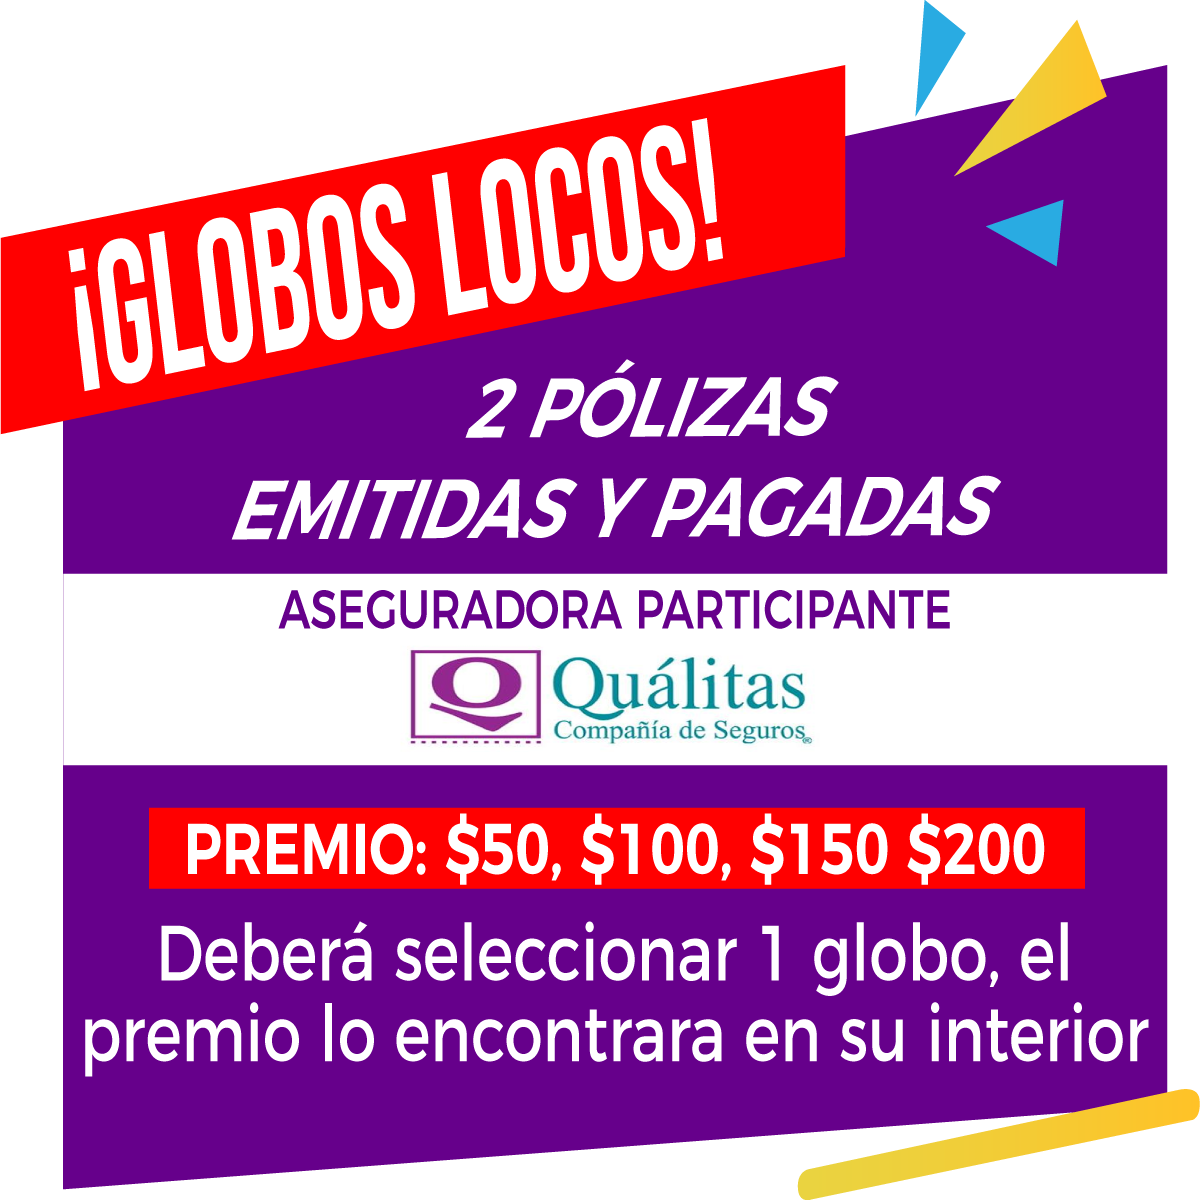 ¡GLOBOS LOCOS!
2 PÓLIZAS
EMITIDAS Y PAGADAS
ASEGURADORA PARTICIPANTE
Quálitas
Compañía de Seguros®
PREMIO: $50, $100, $150 $200
Deberá seleccionar 1 globo, el
premio lo encontrara en su interior